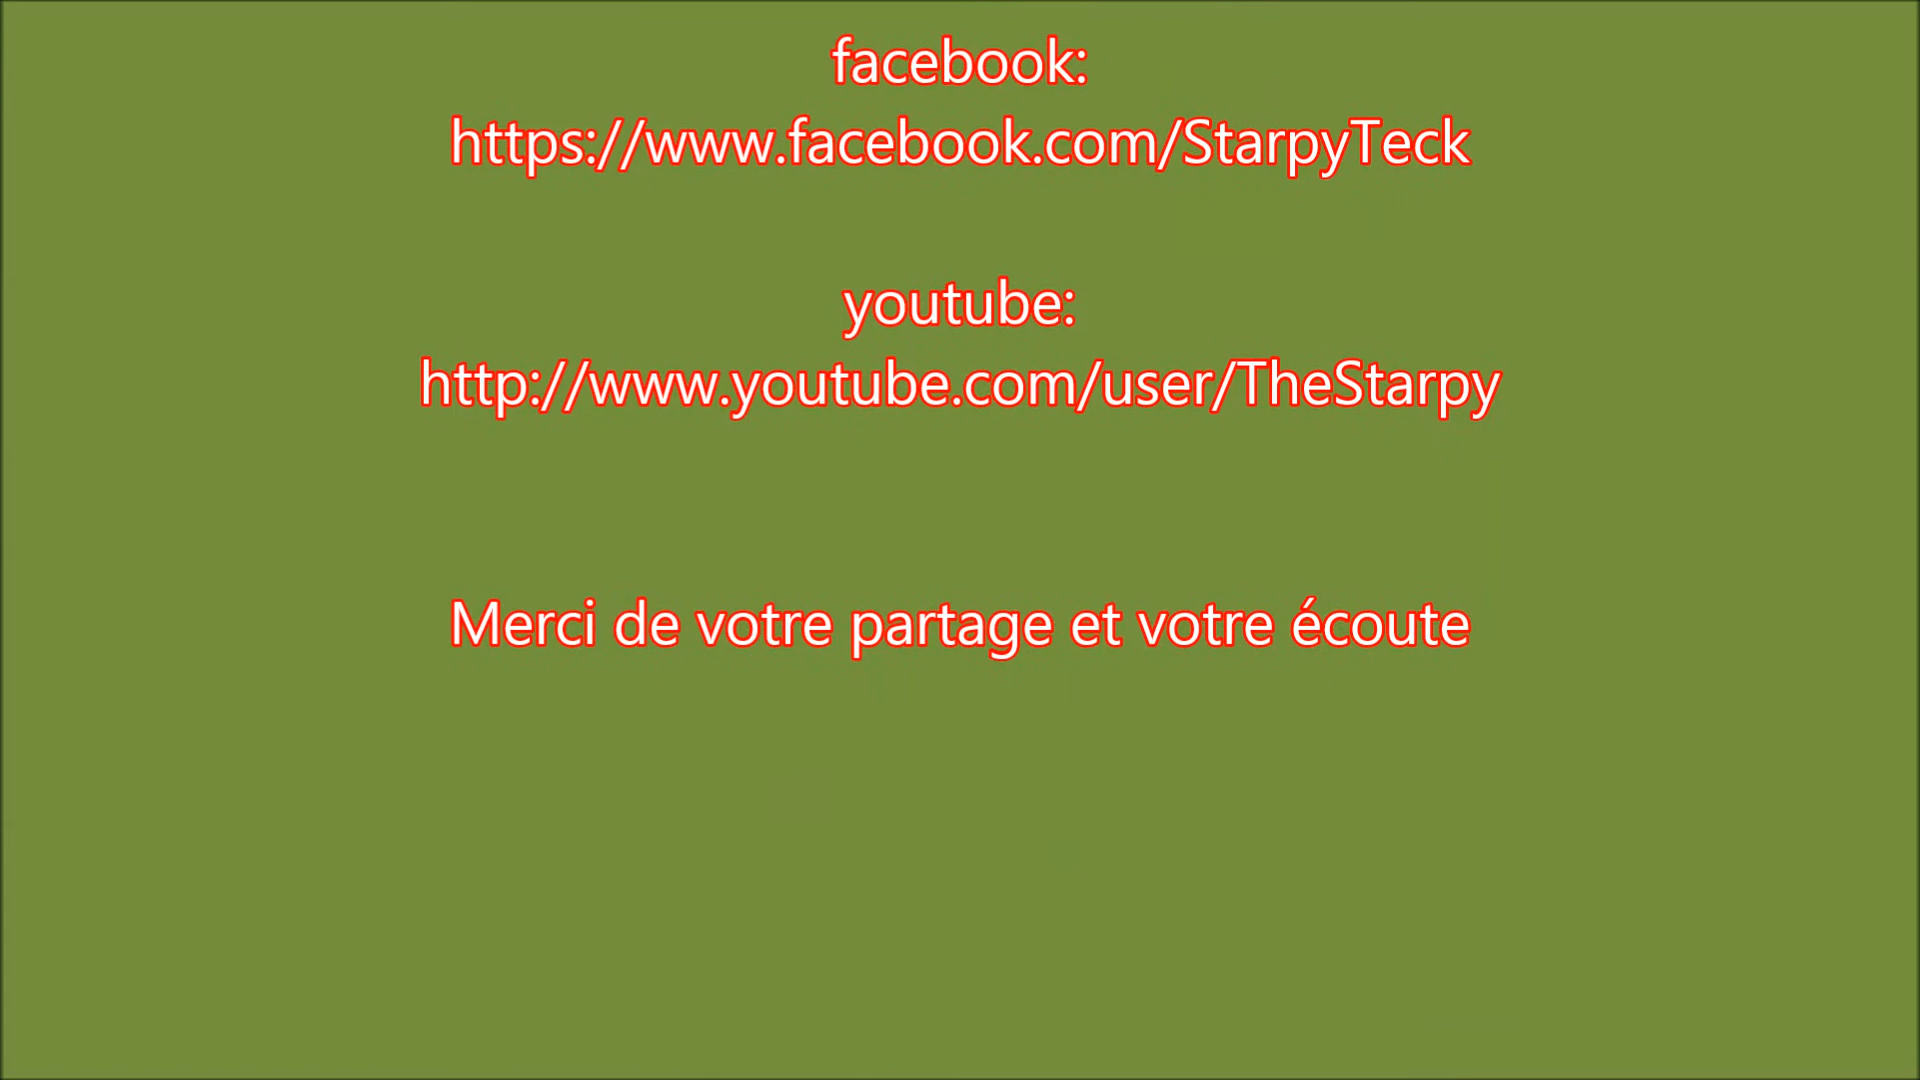 facebook:
https://www.facebook.com/StarpyTeck
youtube:
http://www.youtube.com/user/TheStarpy
Merci de votre partage et votre écoute